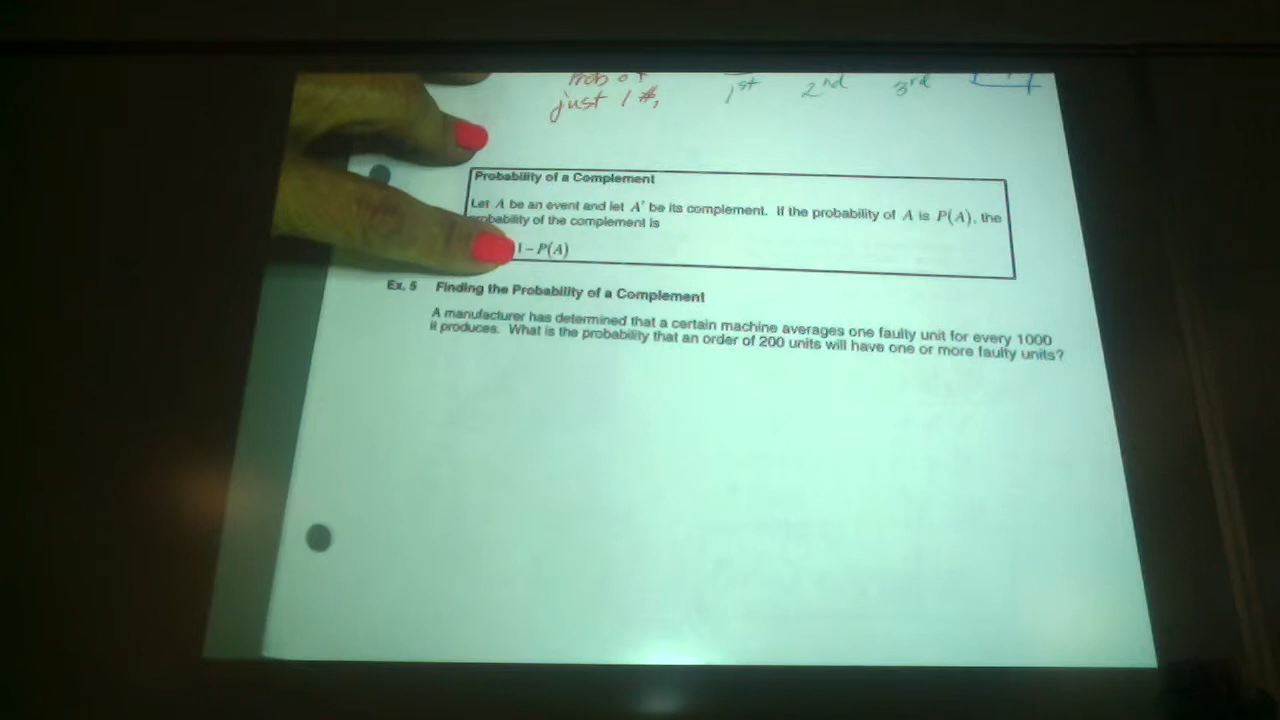 just 1 #, 1st 2nd 3rd
Probability of a Complement
Let A be an event and let A' be its complement. If the probability of A is P(A), the
probability of the complement is
1 – P(A)
Ex. 5 Finding the Probability of a Complement
A manufacturer has determined that a certain machine averages one faulty unit for every 1000
it produces. What is the probability that an order of 200 units will have one or more faulty units?